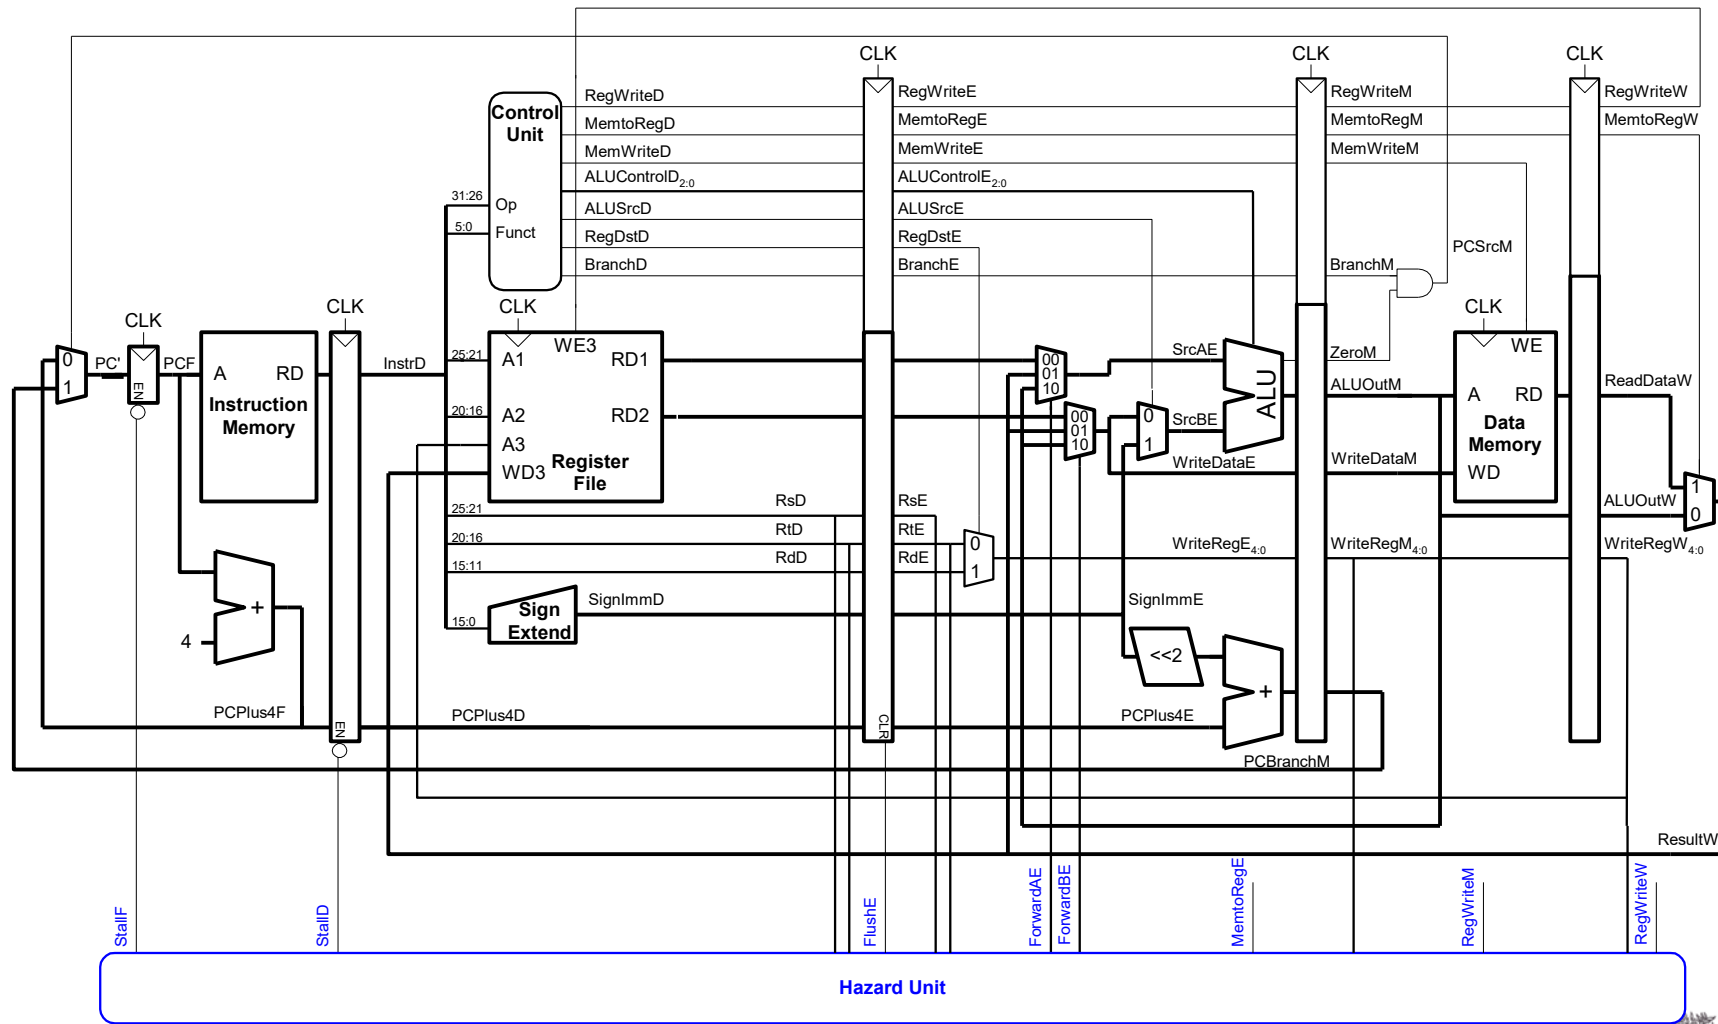 CLK
CLK
CLK
Control
Unit
RegWriteD
RegWriteE
RegWriteM
RegWriteW
MemtoRegD
MemtoRegE
MemtoRegM
MemtoRegW
MemWriteD
MemWriteE
MemWriteM
ALUControlD2:0
ALUControlE2:0
31:26
Op
ALUSrcD
ALUSrcE
5:0
Funct
RegDstD
RegDstE
BranchD
BranchE
BranchM
PCSrcM
CLK
CLK
CLK
CLK
0
1
PC'
EN
PCF
A
RD
Instruction
Memory
InstrD
25:21
A1
WE3
RD1
20:16
A2
RD2
A3
WD3
Register
File
00
01
10
00
01
10
0
1
SrcAE
SrcBE
ALU
ZeroM
ALUOutM
WE
A
RD
Data
Memory
WD
ReadDataW
WriteDataE
WriteDataM
1
0
ALUOutW
25:21
RsD
RsE
20:16
RtD
RtE
15:11
RdD
RdE
0
1
WriteRegE4:0
WriteRegM4:0
WriteRegW4:0
15:0
Sign
Extend
SignImmD
SignImmE
+
4
<<2
+
PCPlus4F
EN
PCPlus4D
CLR
PCPlus4E
PCBranchM
ResultW
StallF
StallD
FlushE
ForwardAE
ForwardBE
MemtoRegE
RegWriteM
RegWriteW
Hazard Unit